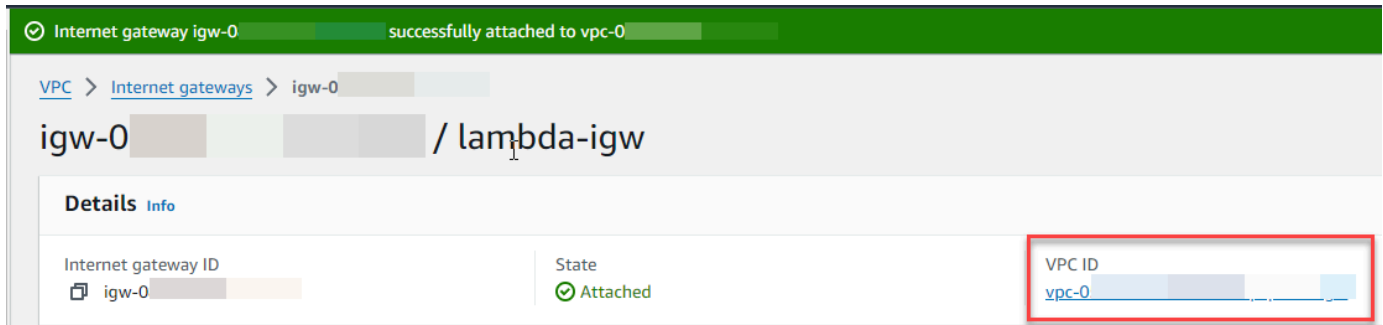 Internet gateway igw-0 successfully attached to vpc-0
VPC > Internet gateways > igw-0
igw-0 / lambda-igw
Details Info
Internet gateway ID
igw-0
State
Attached
VPC ID
vpc-0